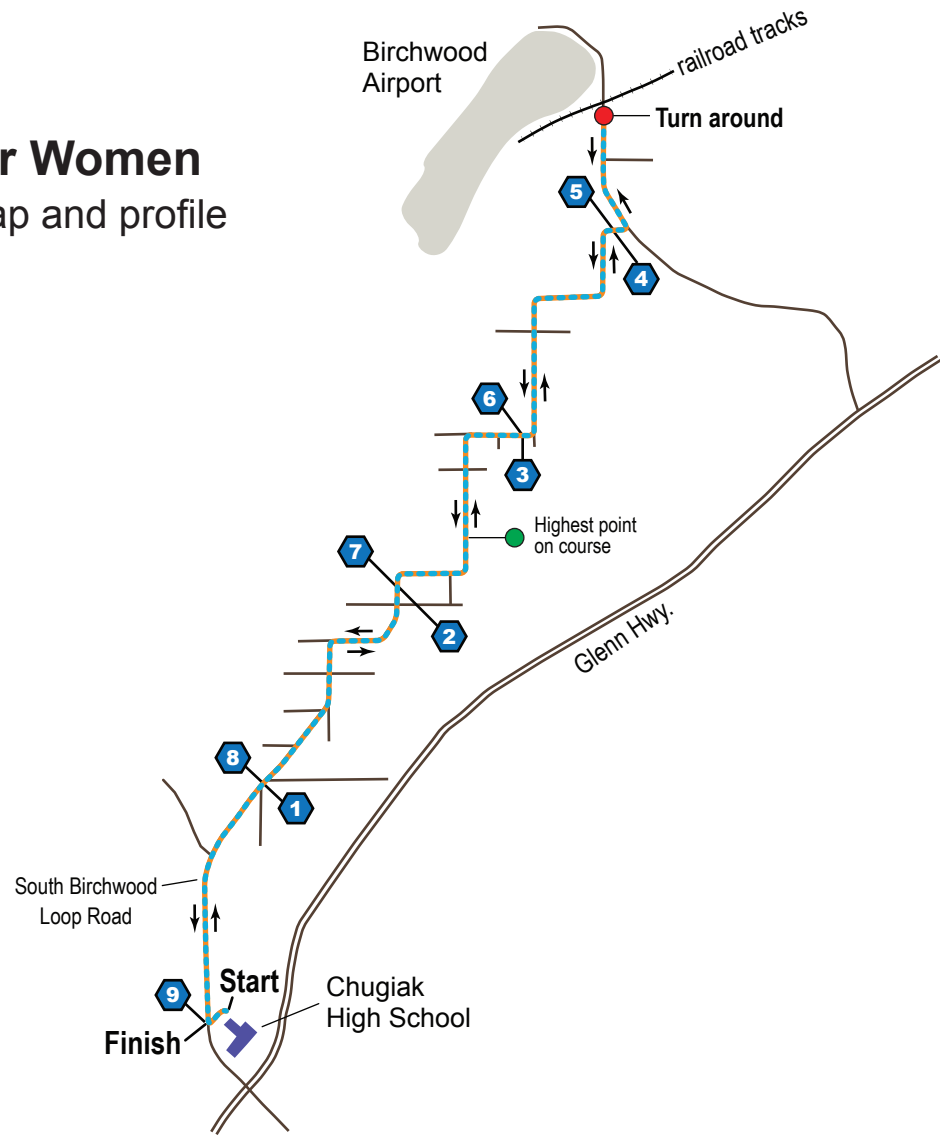 Birchwood
Airport
railroad tracks
Turn around
r Women
ap and profile
5
4
6
3
Highest point
on course
7
2
Glenn Hwy.
8
1
South Birchwood
Loop Road
9
Start
Finish
Chugiak
High School